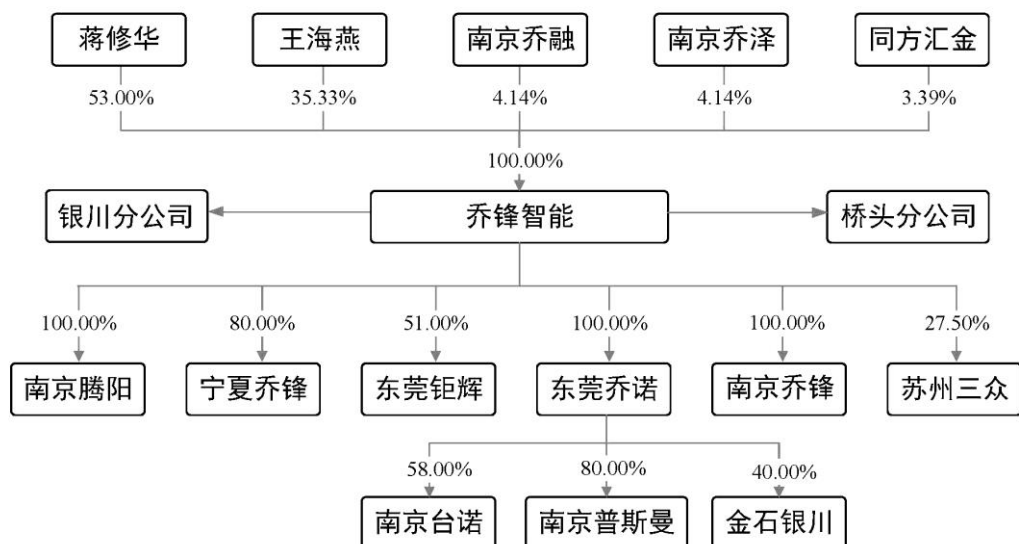 蒋修华 王海燕 南京乔融 南京乔泽 同方汇金
53.00% 35.33% 4.14% 4.14% 3.39%
100.00%
银川分公司 乔锋智能 桥头分公司
100.00% 80.00% 51.00% 100.00% 100.00% 27.50%
南京腾阳 宁夏乔锋 东莞钜辉 东莞乔诺 南京乔锋 苏州三众
58.00% 80.00% 40.00%
南京台诺 南京普斯曼 金石银川